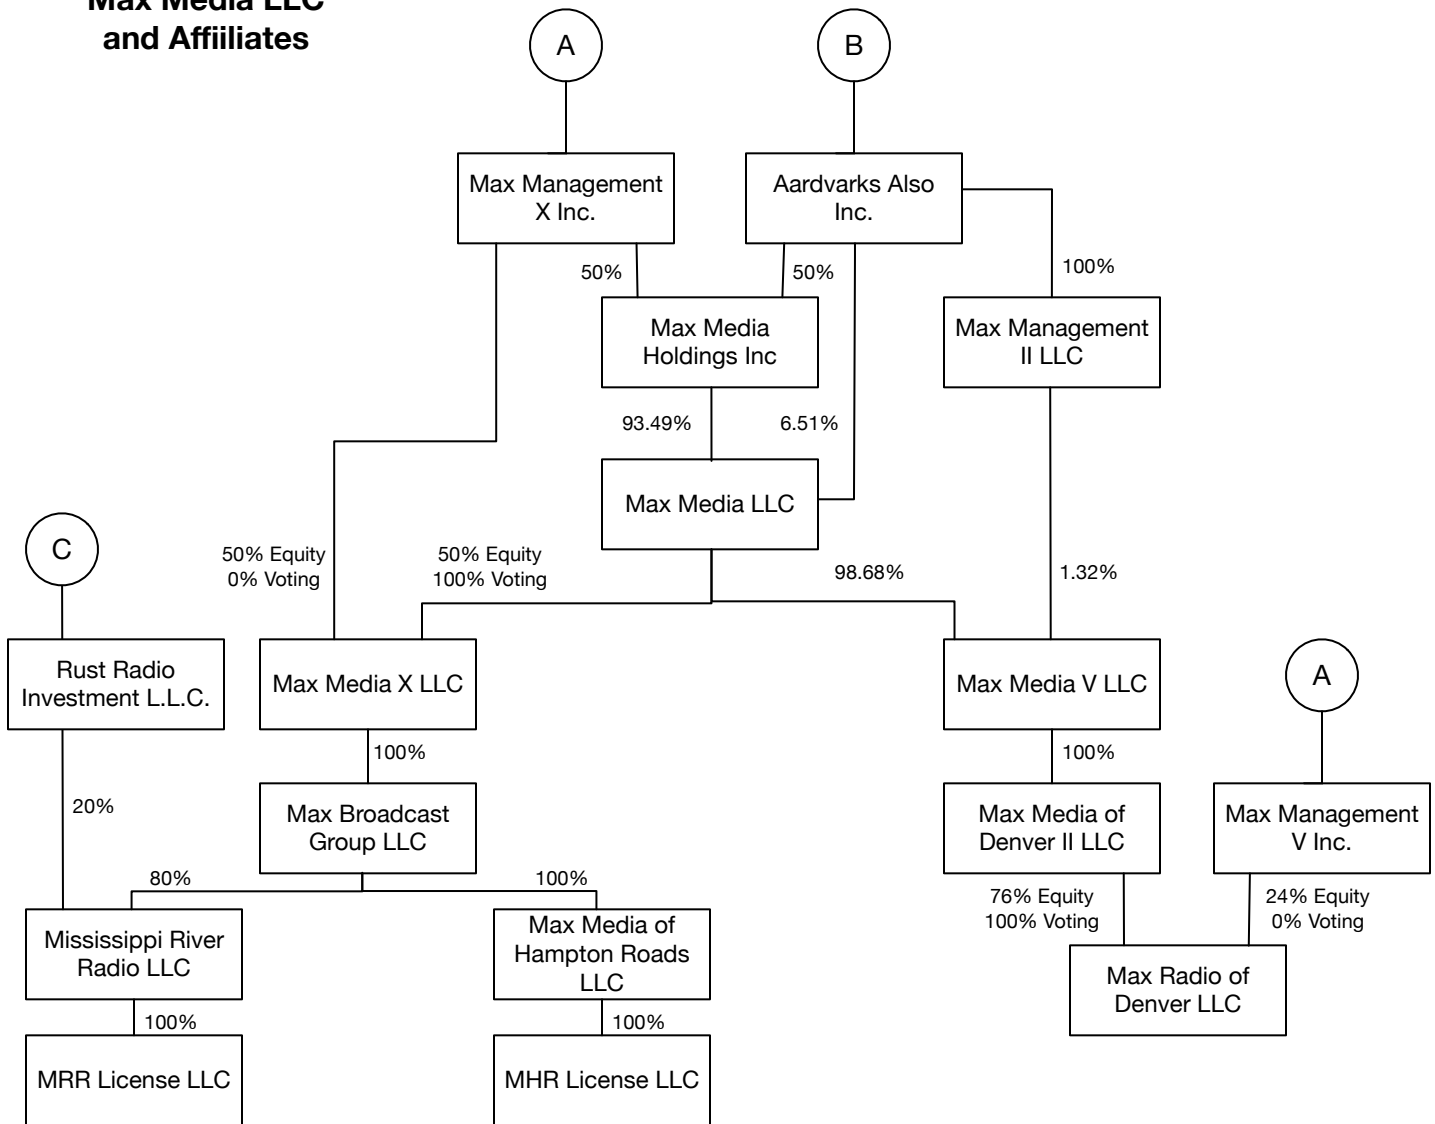 Max Media LLC
and Affiiliates
A
B
Max Management
X Inc.
Aardvarks Also
Inc.
50%
50%
100%
Max Media
Holdings Inc
Max Management
II LLC
93.49%
6.51%
Max Media LLC
C
50% Equity
0% Voting
50% Equity
100% Voting
98.68%
1.32%
Rust Radio
Investment L.L.C.
Max Media X LLC
Max Media V LLC
A
100%
100%
20%
Max Broadcast
Group LLC
Max Media of
Denver II LLC
Max Management
V Inc.
80%
100%
76% Equity
100% Voting
24% Equity
0% Voting
Mississippi River
Radio LLC
Max Media of
Hampton Roads
LLC
Max Radio of
Denver LLC
100%
100%
MRR License LLC
MHR License LLC